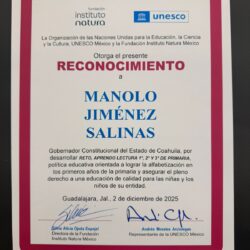 fundación
instituto
natura
unesco
La Organización de las Naciones Unidas para la Educación, la Ciencia
y la Cultura, UNESCO México y la Fundación Instituto Natura México
Otorga el presente
RECONOCIMIENTO
a
MANOLO
JIMÉNEZ
SALINAS
Gobernador Constitucional del Estado de Coahuila, por
desarrollar RETO, APRENDO LECTURA 1°, 2° Y 3° DE PRIMARIA,
política educativa orientada a lograr la alfabetización en
los primeros años de la primaria y asegurar el pleno
derecho a una educación de calidad para las niñas y los
niños de su entidad.
Guadalajara, Jal., 2 de diciembre de 2025
Directora de la Fundación
Instituto Natura México
Andrés Morales Arciniegas
Representante de la UNESCO México